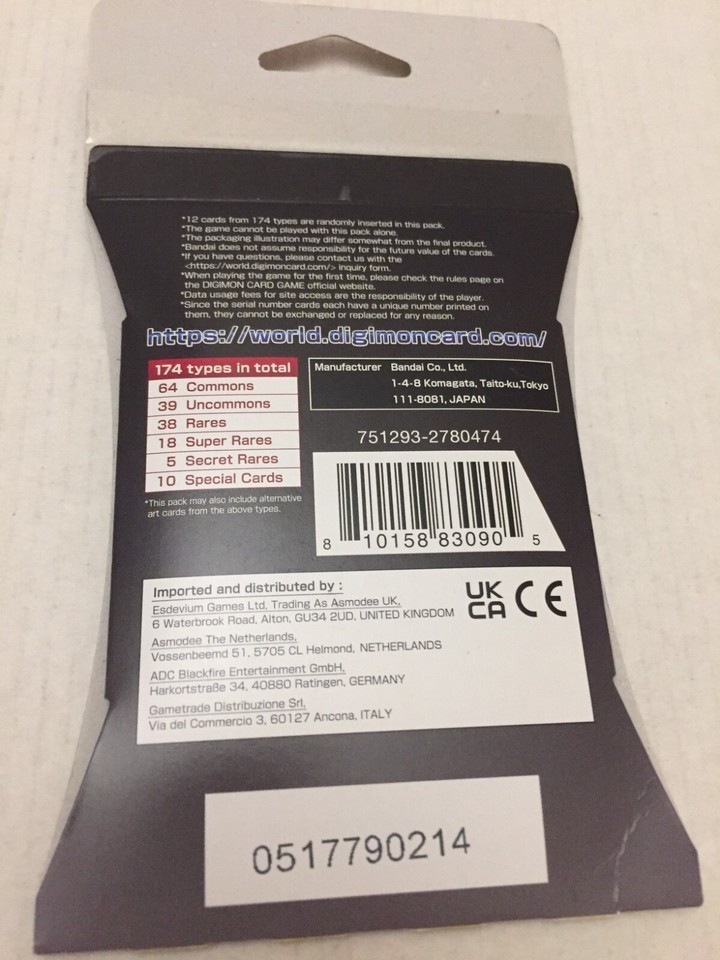 *12 cards from 174 types are randomly inserted in this pack.
*The game cannot be played with this pack alone.
*The packaging illustration may differ somewhat from the final product.
*Bandai does not assume responsibility for the future value of the cards.
*If you have questions, please contact us with the
<https://world.digimoncard.com/> inquiry form.
*When playing the game for the first time, please check the rules page on
the DIGIMON CARD GAME official website.
*Data usage fees for site access are the responsibility of the player.
*Since the serial number cards each have a unique number printed on
them, they cannot be exchanged or replaced for any reason.
https://world.digimoncard.com/
174 types in total
64 Commons
39 Uncommons
38 Rares
18 Super Rares
5 Secret Rares
10 Special Cards
*This pack may also include alternative
art cards from the above types.
Manufacturer Bandai Co., Ltd.
1-4-8 Komagata, Taito-ku,Tokyo
111-8081, JAPAN
751293-2780474
8 10158 83090 5
Imported and distributed by :
Esdevium Games Ltd, Trading As Asmodee UK,
6 Waterbrook Road, Alton, GU34 2UD, UNITED KINGDOM
Asmodee The Netherlands,
Vossenbeemd 51, 5705 CL Helmond, NETHERLANDS
ADC Blackfire Entertainment GmbH,
Harkortstraße 34, 40880 Ratingen, GERMANY
Gametrade Distribuzione Srl,
Via del Commercio 3, 60127 Ancona, ITALY
UK
CA CE
0517790214